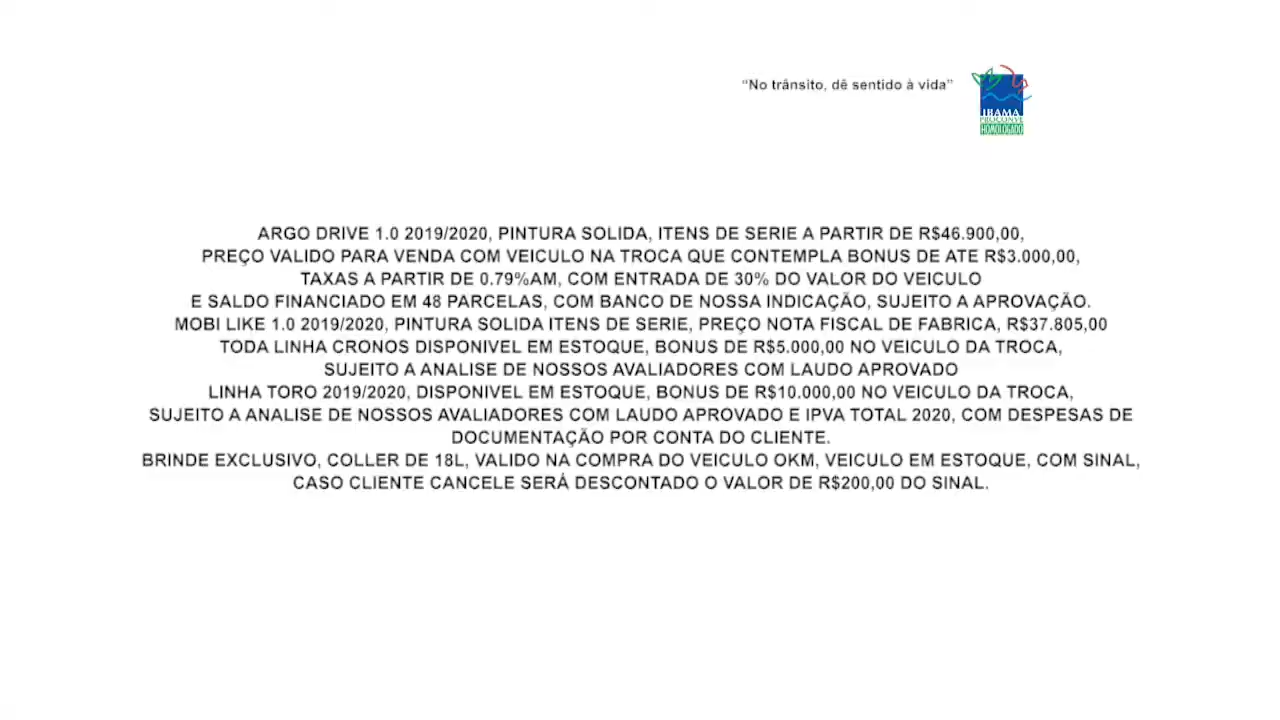 “No trânsito, dê sentido à vida”
IBAMA
PROCONVE
HOMOLOGADO
ARGO DRIVE 1.0 2019/2020, PINTURA SOLIDA, ITENS DE SERIE A PARTIR DE R$46.900,00,
PREÇO VALIDO PARA VENDA COM VEICULO NA TROCA QUE CONTEMPLA BONUS DE ATE R$3.000,00,
TAXAS A PARTIR DE 0.79%AM, COM ENTRADA DE 30% DO VALOR DO VEICULO
E SALDO FINANCIADO EM 48 PARCELAS, COM BANCO DE NOSSA INDICAÇÃO, SUJEITO A APROVAÇÃO.
MOBI LIKE 1.0 2019/2020, PINTURA SOLIDA ITENS DE SERIE, PREÇO NOTA FISCAL DE FABRICA, R$37.805,00
TODA LINHA CRONOS DISPONIVEL EM ESTOQUE, BONUS DE R$5.000,00 NO VEICULO DA TROCA,
SUJEITO A ANALISE DE NOSSOS AVALIADORES COM LAUDO APROVADO
LINHA TORO 2019/2020, DISPONIVEL EM ESTOQUE, BONUS DE R$10.000,00 NO VEICULO DA TROCA,
SUJEITO A ANALISE DE NOSSOS AVALIADORES COM LAUDO APROVADO E IPVA TOTAL 2020, COM DESPESAS DE
DOCUMENTAÇÃO POR CONTA DO CLIENTE.
BRINDE EXCLUSIVO, COLLER DE 18L, VALIDO NA COMPRA DO VEICULO OKM, VEICULO EM ESTOQUE, COM SINAL,
CASO CLIENTE CANCELE SERÁ DESCONTADO O VALOR DE R$200,00 DO SINAL.